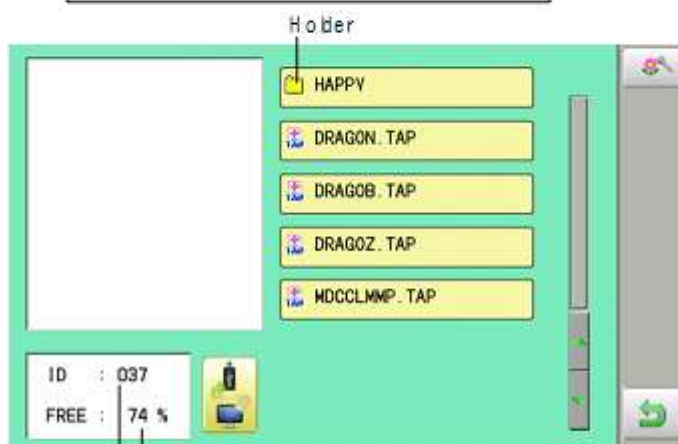 Holder
HAPPY
DRAGON.TAP
DRAGOB.TAP
DRAGOZ.TAP
MDCCLMMP.TAP
ID : 037
FREE : 74 %